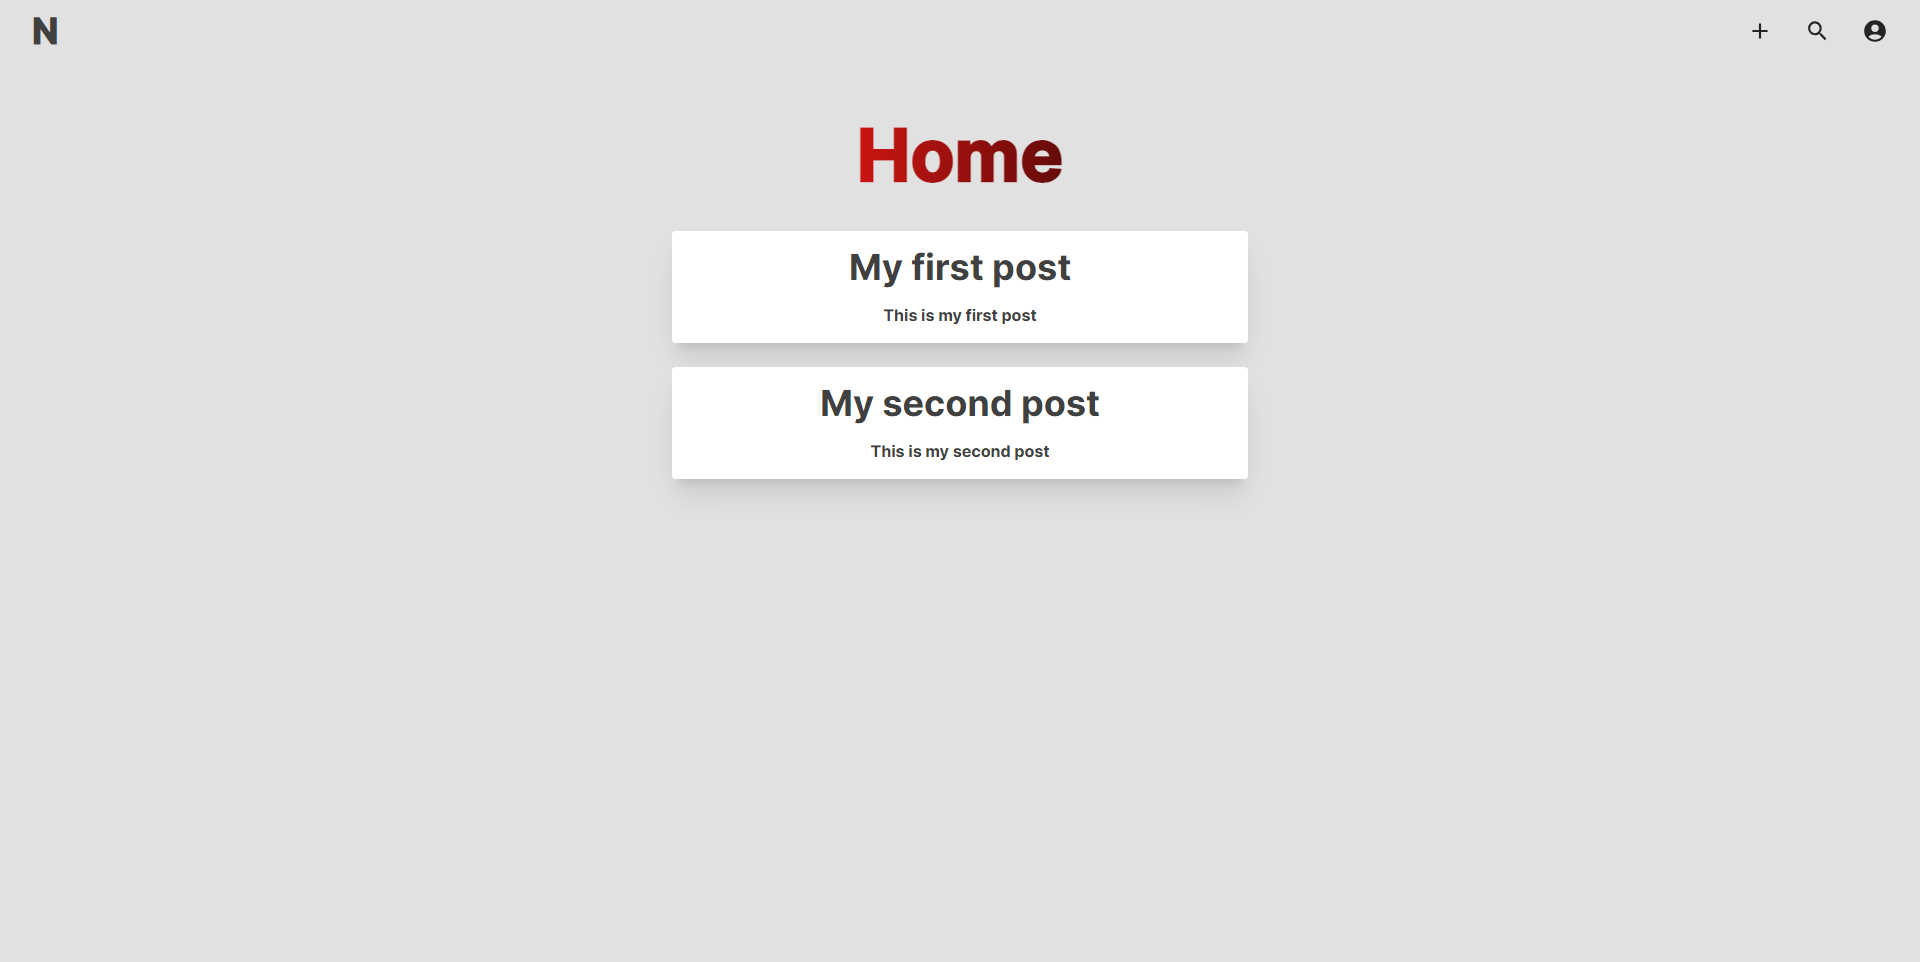 N
Home
My first post
This is my first post
My second post
This is my second post